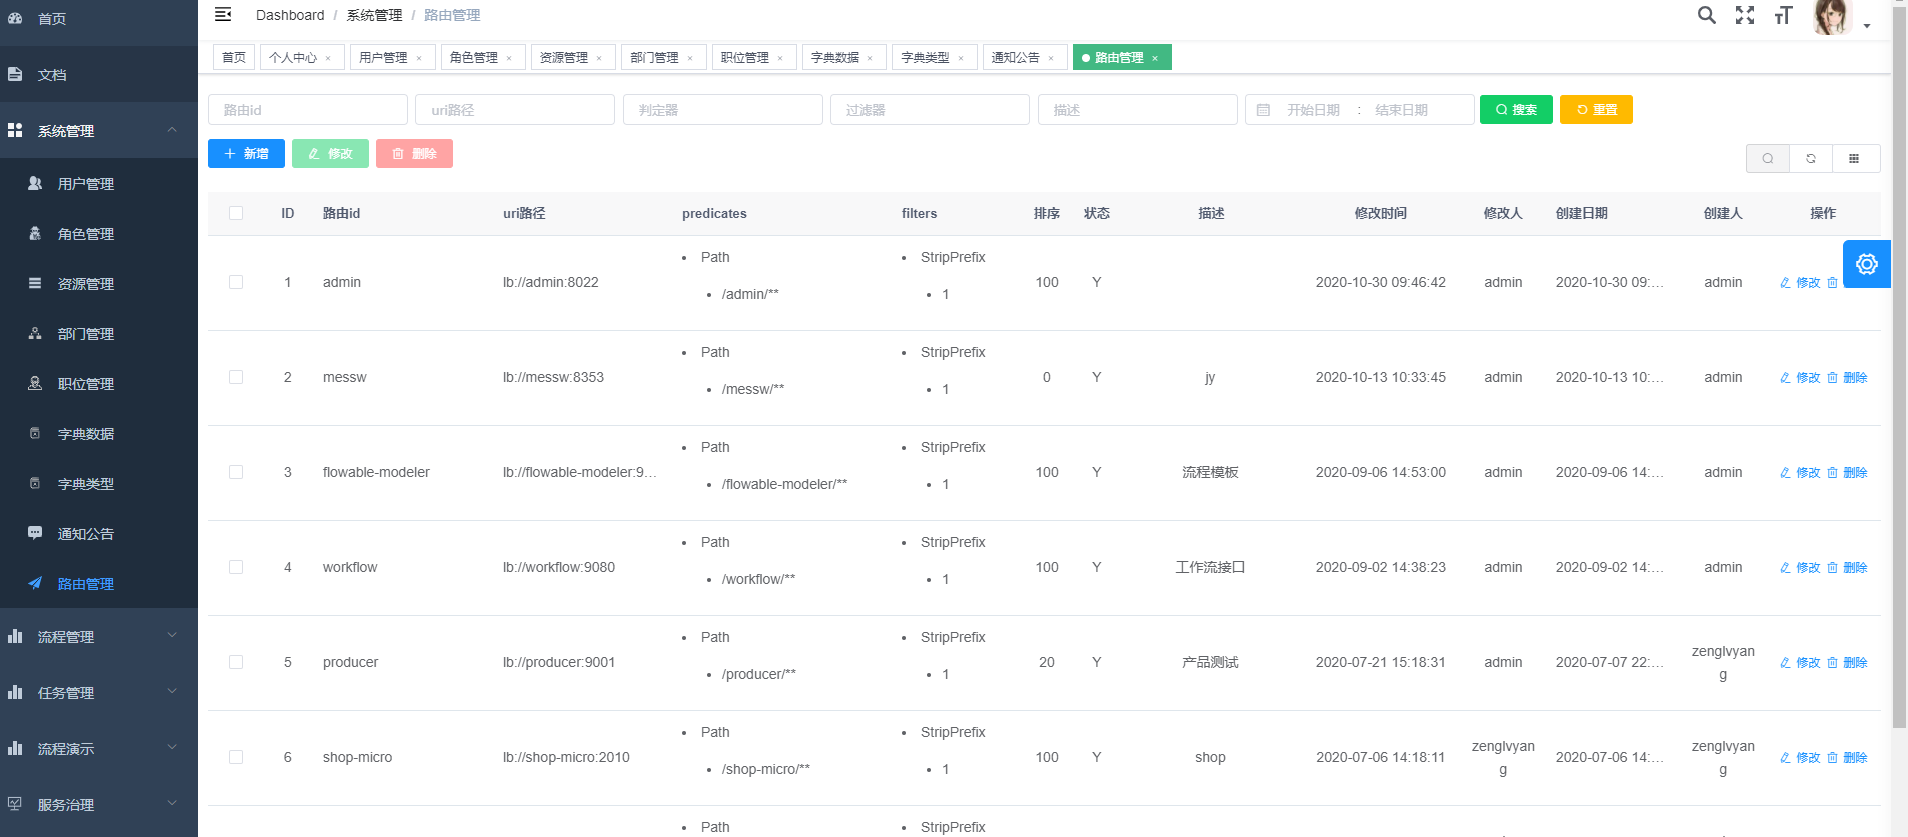 首页
文档
系统管理
用户管理
角色管理
资源管理
部门管理
职位管理
字典数据
字典类型
通知公告
路由管理
流程管理
任务管理
流程演示
服务治理
Dashboard / 系统管理 / 路由管理
首页 个人中心 × 用户管理 × 角色管理 × 资源管理 × 部门管理 × 职位管理 × 字典数据 × 字典类型 × 通知公告 × 路由管理 ×
路由id uri路径 判定器 过滤器 描述 开始日期 : 结束日期 搜索 重置
新增 修改 删除
ID 路由id uri路径 predicates filters 排序 状态 描述 修改时间 修改人 创建日期 创建人 操作
• Path • StripPrefix
1 admin lb://admin:8022 100 Y 2020-10-30 09:46:42 admin 2020-10-30 09:... admin 修改
• /admin/** • 1
• Path • StripPrefix
2 messw lb://messw:8353 0 Y jy 2020-10-13 10:33:45 admin 2020-10-13 10:... admin 修改 删除
• /messw/** • 1
• Path • StripPrefix
3 flowable-modeler lb://flowable-modeler:9... 100 Y 流程模板 2020-09-06 14:53:00 admin 2020-09-06 14:... admin 修改 删除
• /flowable-modeler/** • 1
• Path • StripPrefix
4 workflow lb://workflow:9080 100 Y 工作流接口 2020-09-02 14:38:23 admin 2020-09-02 14:... admin 修改 删除
• /workflow/** • 1
• Path • StripPrefix
5 producer lb://producer:9001 20 Y 产品测试 2020-07-21 15:18:31 admin 2020-07-07 22:... zenglvyang 修改 删除
• /producer/** • 1
• Path • StripPrefix
6 shop-micro lb://shop-micro:2010 100 Y shop 2020-07-06 14:18:11 zenglvyang 2020-07-06 14:... zenglvyang 修改 删除
• /shop-micro/** • 1
• Path • StripPrefix